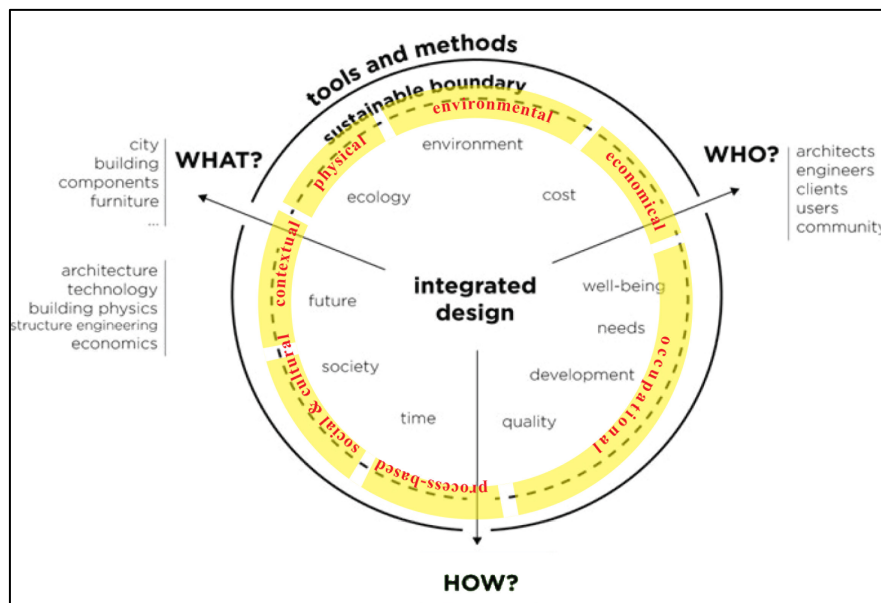 tools and methods
sustainable boundary
environmental
physical
economical
contextual
social & cultural
process-based
occupational
WHAT?
city
building
components
furniture
...
architecture
technology
building physics
structure engineering
economics
WHO?
architects
engineers
clients
users
community
environment
ecology
cost
integrated
design
future
society
time
well-being
needs
development
quality
HOW?